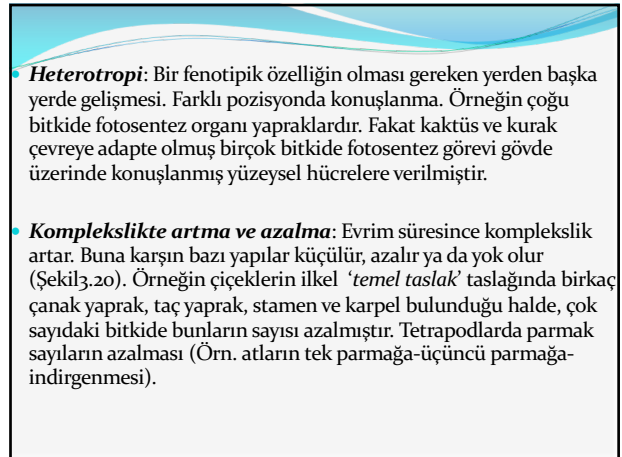 • Heterotropi: Bir fenotipik özelliğin olması gereken yerden başka
yerde gelişmesi. Farklı pozisyonda konuşlanma. Örneğin çoğu
bitkide fotosentez organı yapraklardır. Fakat kaktüs ve kurak
çevreye adapte olmuş birçok bitkide fotosentez görevi gövde
üzerinde konuşlanmış yüzeysel hücrelere verilmiştir.
• Komplekslikte artma ve azalma: Evrim süresince komplekslik
artar. Buna karşın bazı yapılar küçülür, azalır ya da yok olur
(Şekil3.20). Örneğin çiçeklerin ilkel ‘temel taslak’ taslağında birkaç
çanak yaprak, taç yaprak, stamen ve karpel bulunduğu halde, çok
sayıdaki bitkide bunların sayısı azalmıştır. Tetrapodlarda parmak
sayıların azalması (Örn. atların tek parmağa-üçüncü parmağa-
indirgenmesi).